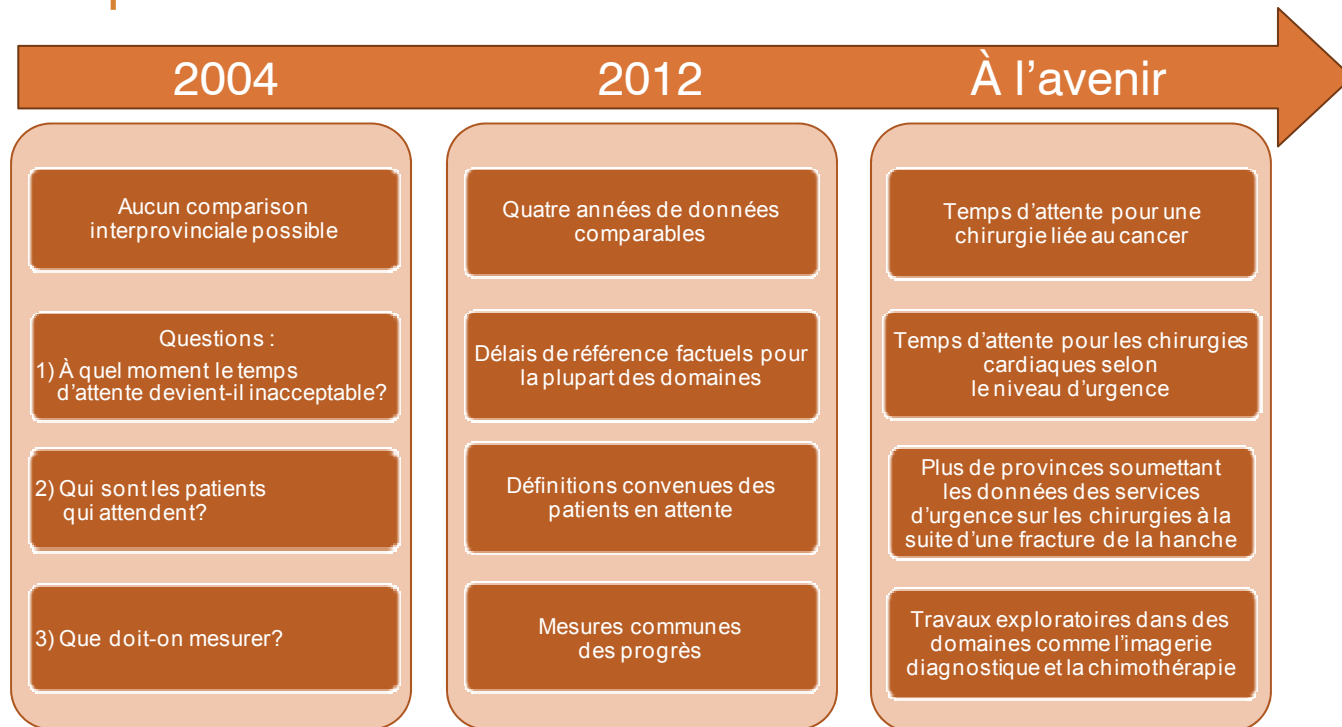 2004
2012
À l'avenir
Aucun comparison
interprovinciale possible
Questions :
1) À quel moment le temps
d'attente devient-il inacceptable?
2) Qui sont les patients
qui attendent?
3) Que doit-on mesurer?
Quatre années de données
comparables
Délais de référence factuels pour
la plupart des domaines
Définitions convenues des
patients en attente
Mesures communes
des progrès
Temps d'attente pour une
chirurgie liée au cancer
Temps d'attente pour les chirurgies
cardiaques selon
le niveau d'urgence
Plus de provinces soumettant
les données des services
d'urgence sur les chirurgies à la
suite d'une fracture de la hanche
Travaux exploratoires dans des
domaines comme l'imagerie
diagnostique et la chimothérapie